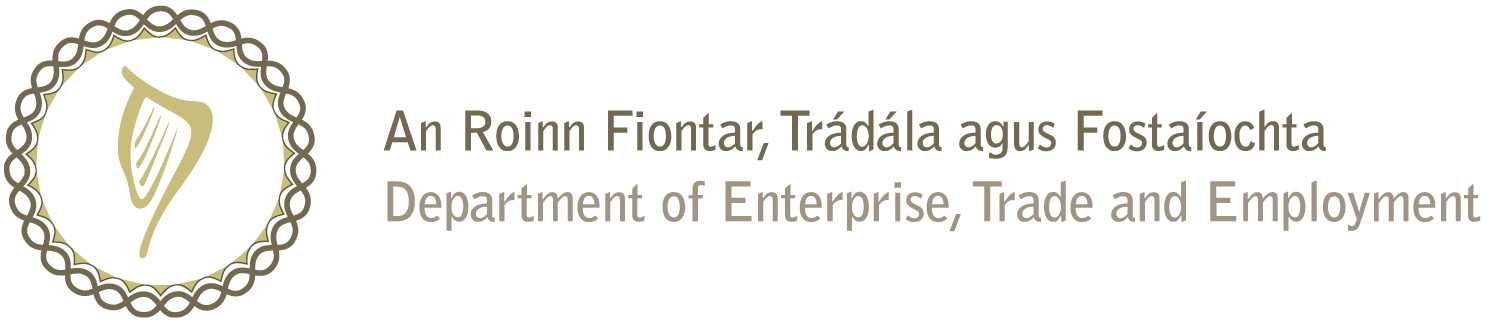 An Roinn Fiontar, Trádála agus Fostaíochta
Department of Enterprise, Trade and Employment